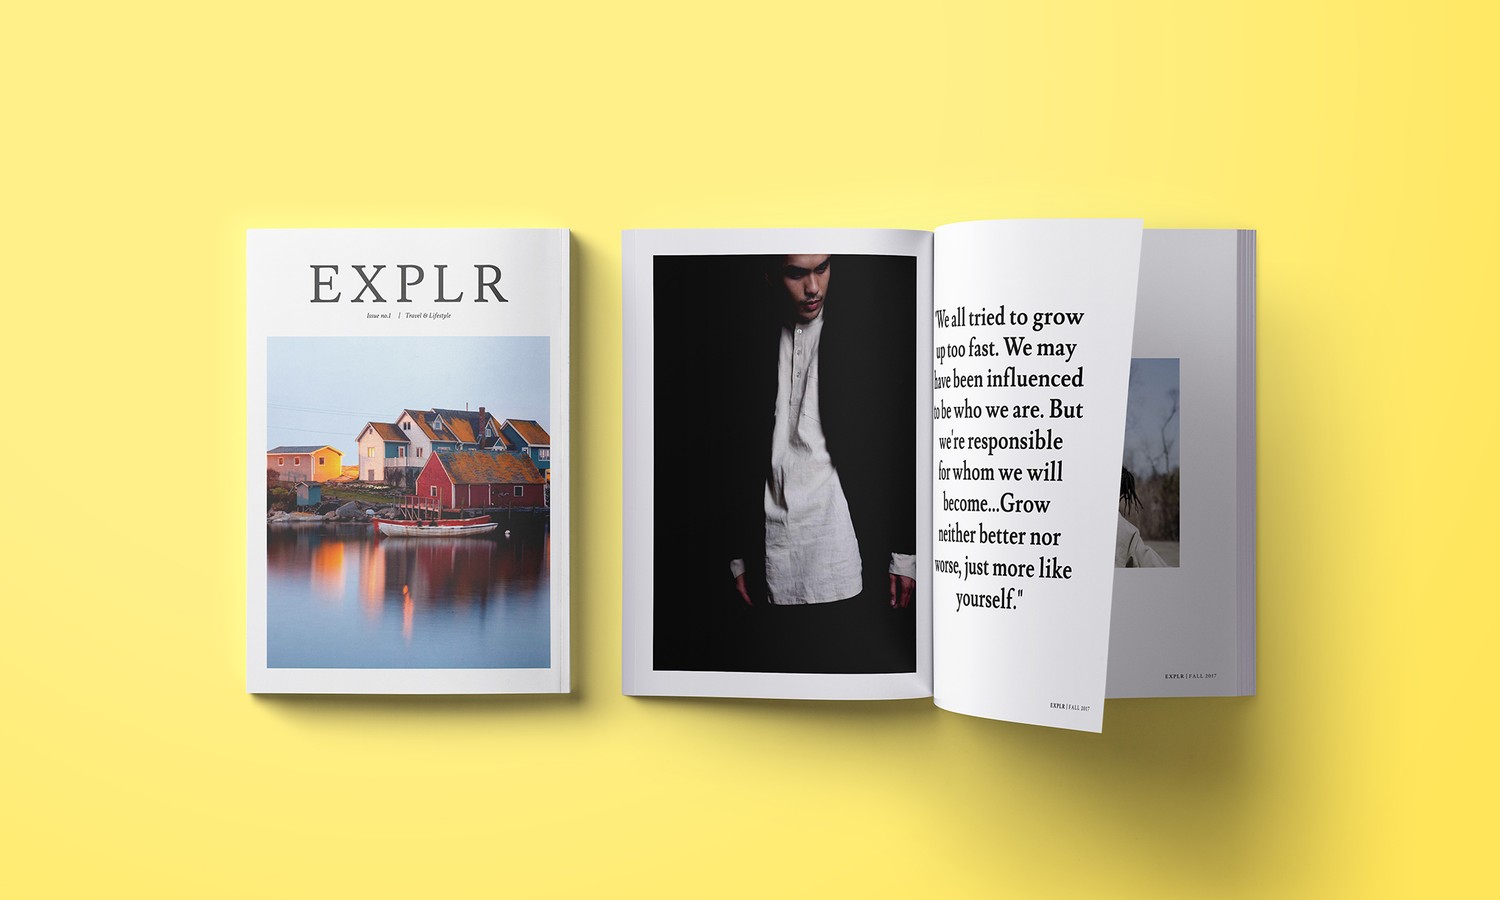 EXPLR
Issue no.1 | Travel & Lifestyle
"We all tried to grow
up too fast. We may
have been influenced
to be who we are. But
we're responsible
for whom we will
become...Grow
neither better nor
worse, just more like
yourself."
EXPLR | FALL 2017
EXPLR | FALL 2017